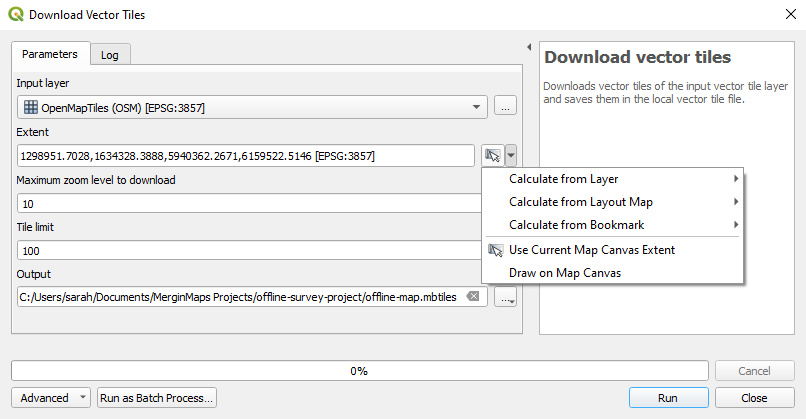 Download Vector Tiles
Parameters
Log
Input layer
OpenMapTiles (OSM) [EPSG:3857]
...
Extent
1298951.7028,1634328.3888,5940362.2671,6159522.5146 [EPSG:3857]
Maximum zoom level to download
10
Tile limit
100
Output
C:/Users/sarah/Documents/MerginMaps Projects/offline-survey-project/offline-map.mbtiles
...
Calculate from Layer
Calculate from Layout Map
Calculate from Bookmark
Use Current Map Canvas Extent
Draw on Map Canvas
Download vector tiles
Downloads vector tiles of the input vector tile layer
and saves them in the local vector tile file.
0%
Cancel
Advanced
Run as Batch Process...
Run
Close